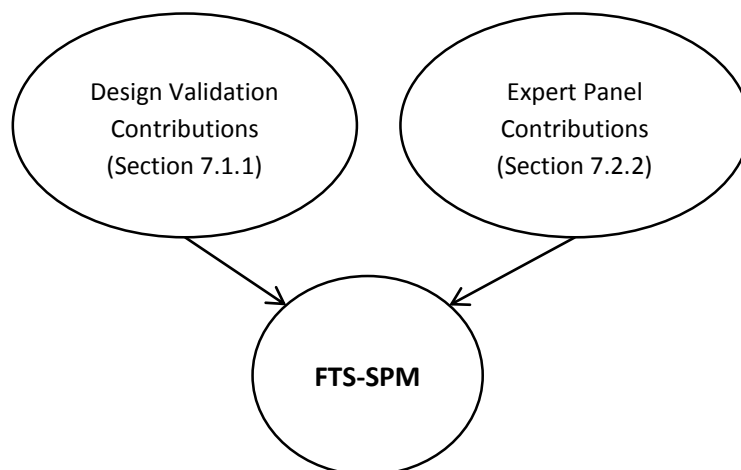 Design Validation
Contributions
(Section 7.1.1)
Expert Panel
Contributions
(Section 7.2.2)
FTS-SPM